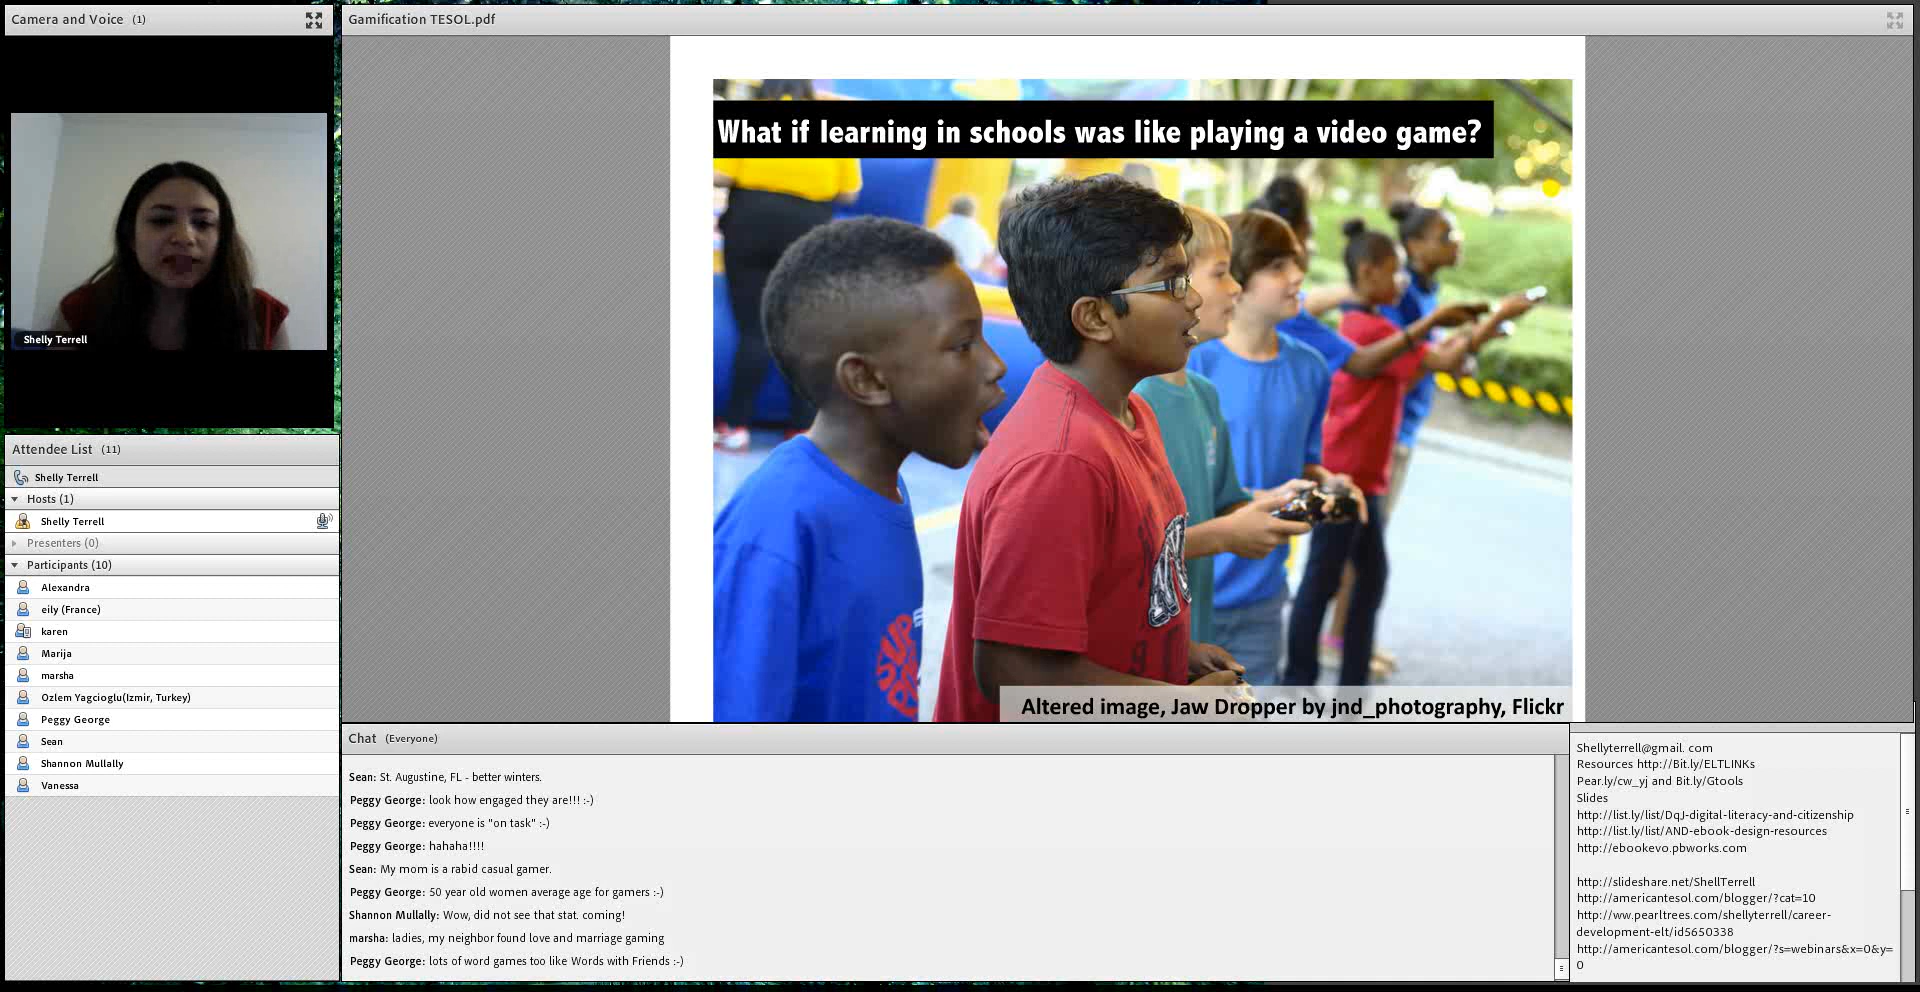 Camera and Voice (1)
Shelly Terrell
Attendee List (11)
Shelly Terrell
Hosts (1)
Shelly Terrell
Presenters (0)
Participants (10)
Alexandra
eily (France)
karen
Marija
marsha
Ozlem Yagcioglu(Izmir, Turkey)
Peggy George
Sean
Shannon Mullally
Vanessa
Gamification TESOL.pdf
What if learning in schools was like playing a video game?
Altered image, Jaw Dropper by jnd_photography, Flickr
Chat (Everyone)
Sean: St. Augustine, FL - better winters.
Peggy George: look how engaged they are!!! :-)
Peggy George: everyone is "on task" :-)
Peggy George: hahaha!!!!
Sean: My mom is a rabid casual gamer.
Peggy George: 50 year old women average age for gamers :-)
Shannon Mullally: Wow, did not see that stat. coming!
marsha: ladies, my neighbor found love and marriage gaming
Peggy George: lots of word games too like Words with Friends :-)
Shellyterrell@gmail. com
Resources http://Bit.ly/ELTLINKs
Pear.ly/cw_yj and Bit.ly/Gtools
Slides
http://list.ly/list/DqJ-digital-literacy-and-citizenship
http://list.ly/list/AND-ebook-design-resources
http://ebookevo.pbworks.com
http://slideshare.net/ShellTerrell
http://americantesol.com/blogger/?cat=10
http://ww.pearltrees.com/shellyterrell/career-
development-elt/id5650338
http://americantesol.com/blogger/?s=webinars&x=0&y=
0